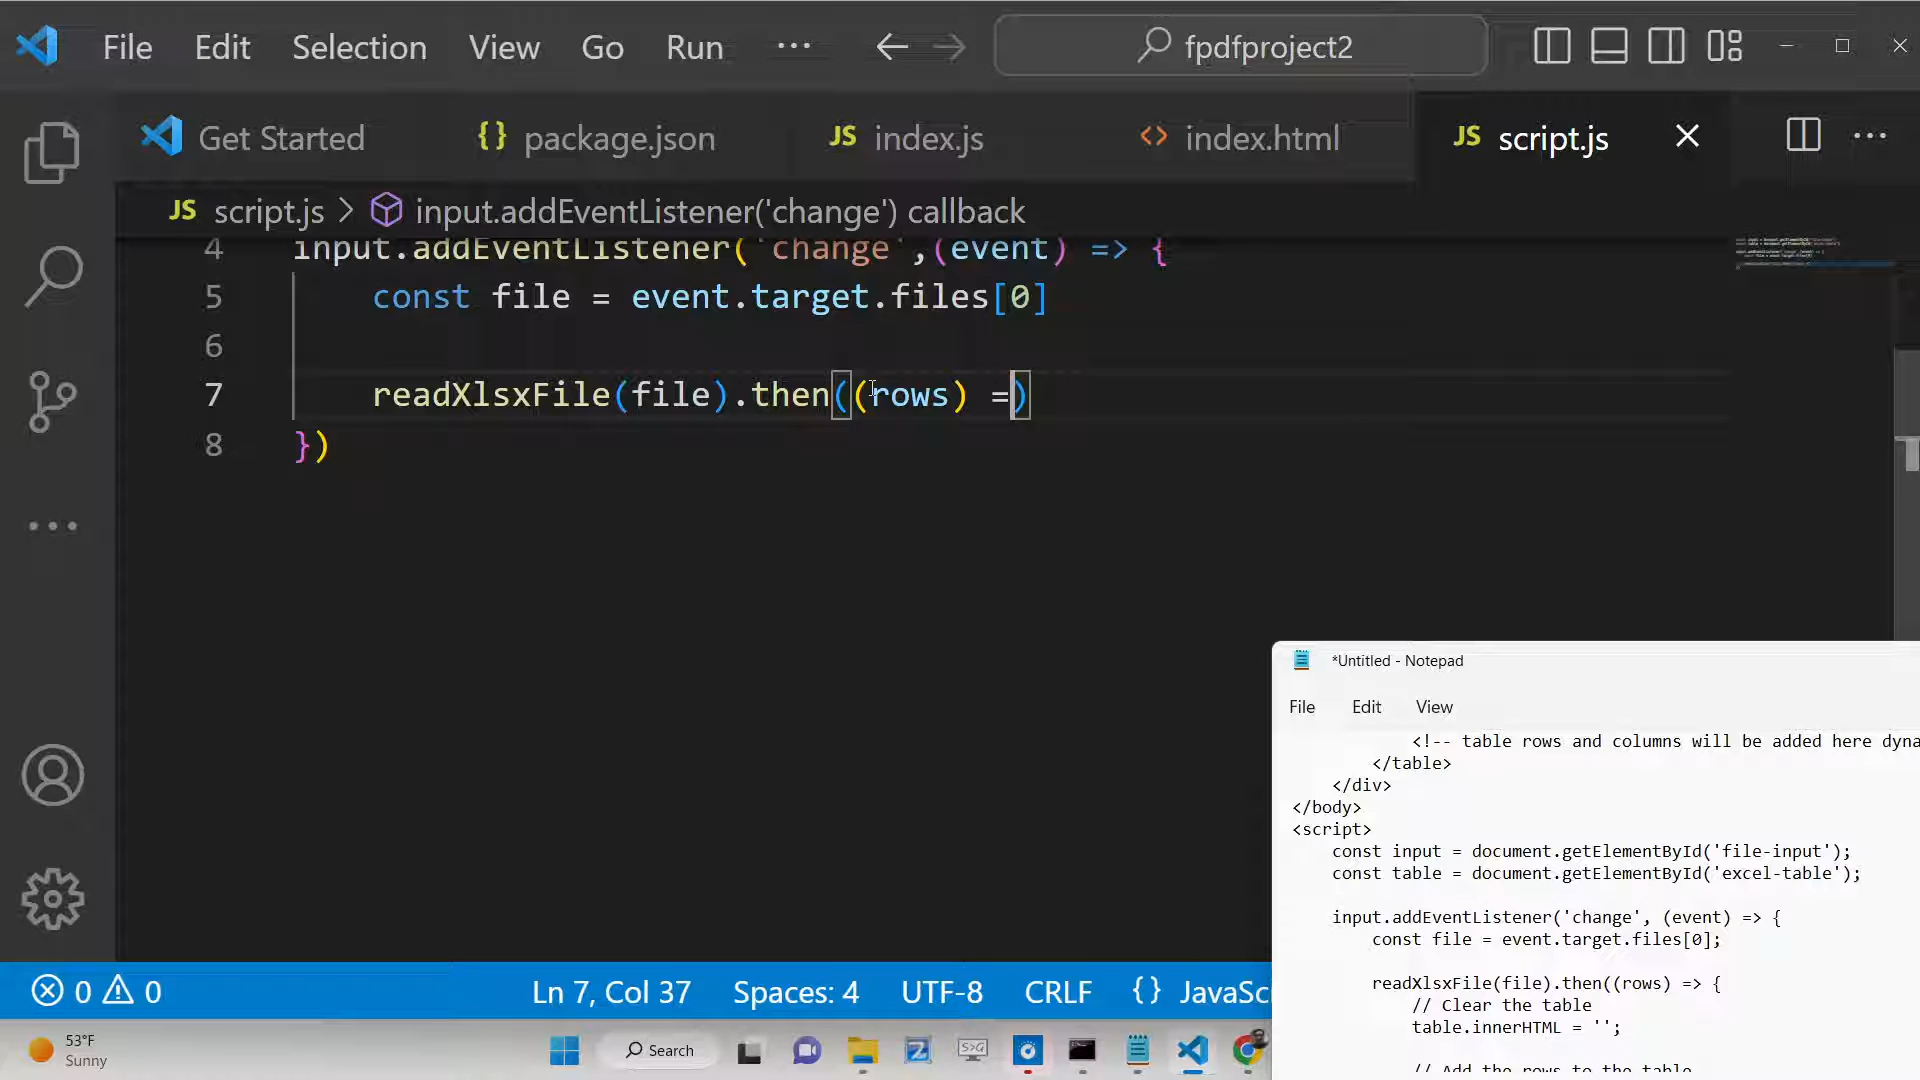 File Edit Selection View Go Run ··· fpdfproject2
Get Started {} package.json JS index.js <> index.html JS script.js
JS script.js > input.addEventListener('change') callback
4 input.addEventListener('change',(event) => {
5 const file = event.target.files[0]
6
7 readXlsxFile(file).then((rows) =)
8 })
*Untitled - Notepad
File Edit View
<!-- table rows and columns will be added here dyna
</table>
</div>
</body>
<script>
const input = document.getElementById('file-input');
const table = document.getElementById('excel-table');
input.addEventListener('change', (event) => {
const file = event.target.files[0];
readXlsxFile(file).then((rows) => {
// Clear the table
table.innerHTML = '';
// Add the rows to the table
0 0 Ln 7, Col 37 Spaces: 4 UTF-8 CRLF {} JavaSc
53°F
Sunny
Search
S>G